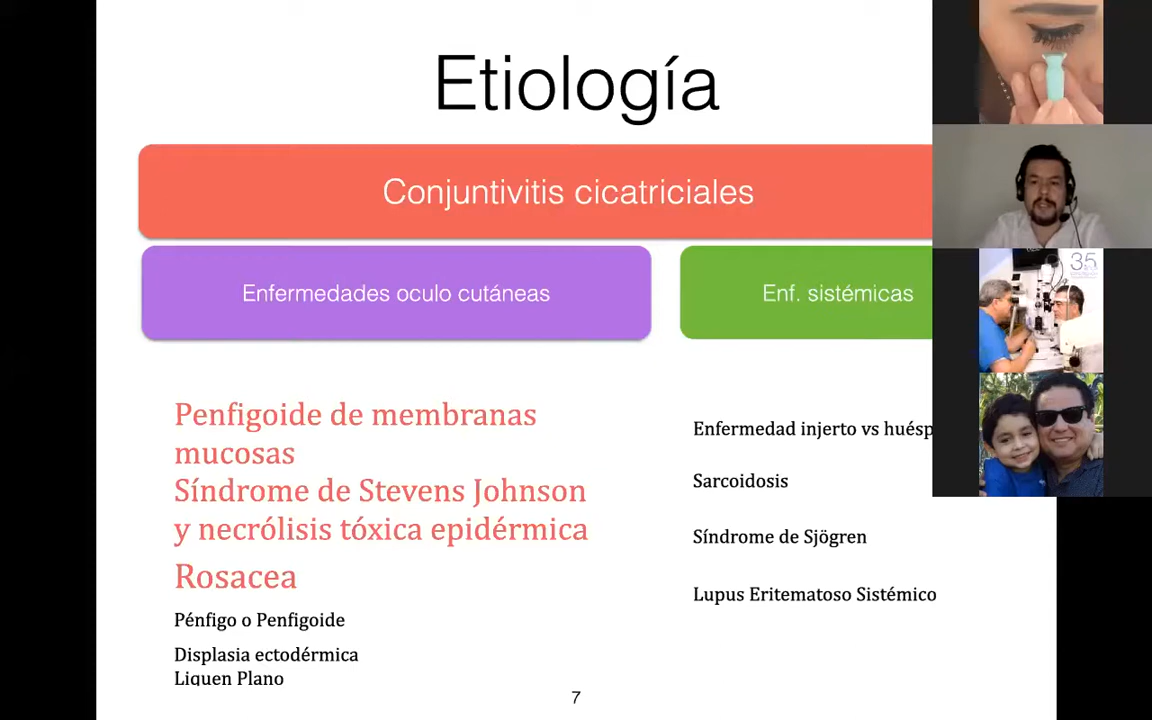 Etiología
Conjuntivitis cicatriciales
Enfermedades oculo cutáneas
Enf. sistémicas
Penfigoide de membranas
mucosas
Síndrome de Stevens Johnson
y necrólisis tóxica epidérmica
Rosacea
Pénfigo o Penfigoide
Displasia ectodérmica
Liquen Plano
Enfermedad injerto vs huésp
Sarcoidosis
Síndrome de Sjögren
Lupus Eritematoso Sistémico
7
35